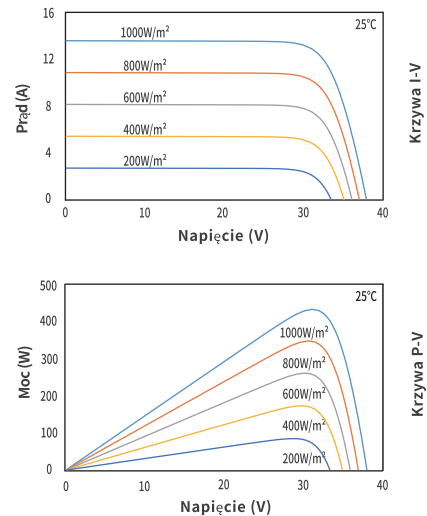 16
25°C
1000W/m²
12
800W/m²
Prąd (A)
8
600W/m²
4
400W/m²
200W/m²
0
0 10 20 30 40
Napięcie (V)
Krzywa I-V
500
25°C
400
1000W/m²
300
800W/m²
Moc (W)
200
600W/m²
100
400W/m²
200W/m²
0
0 10 20 30 40
Napięcie (V)
Krzywa P-V